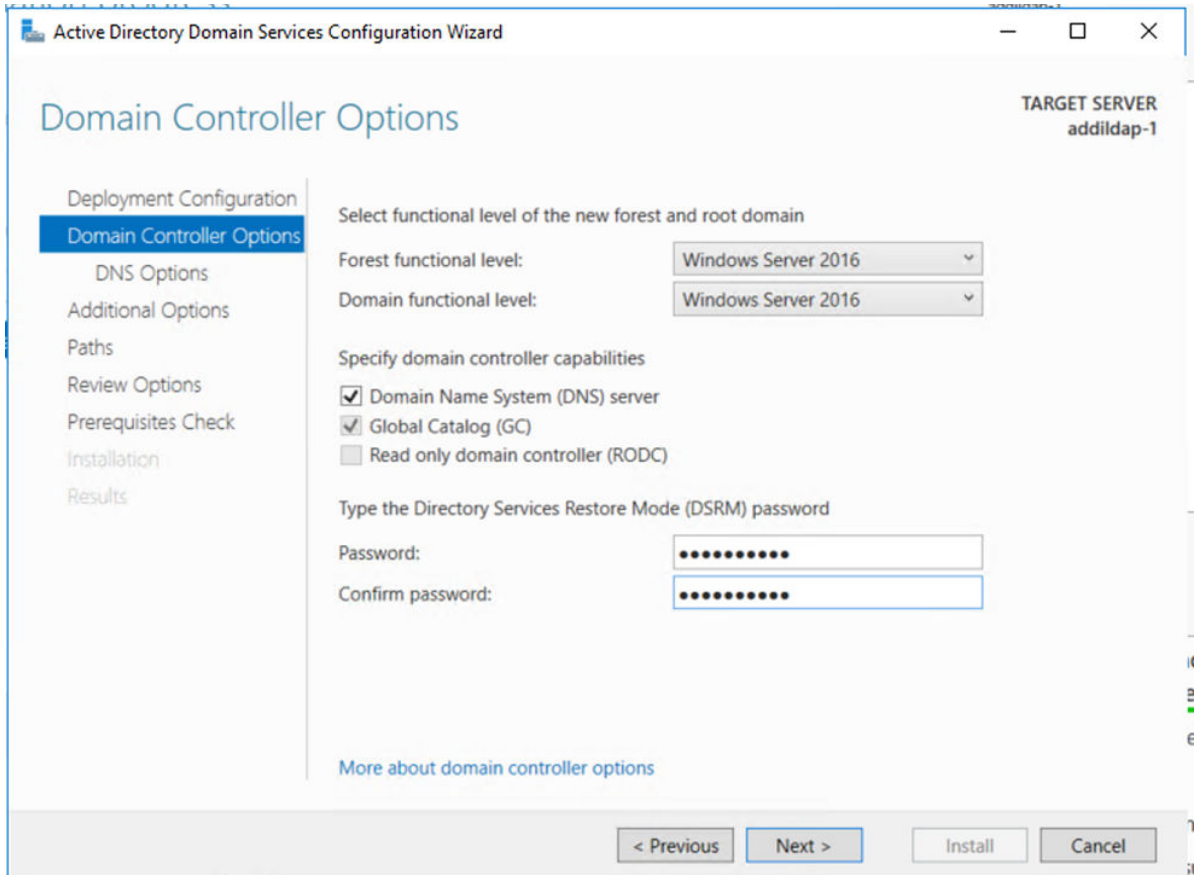 Active Directory Domain Services Configuration Wizard
Domain Controller Options
TARGET SERVER
addildap-1
Deployment Configuration
Domain Controller Options
DNS Options
Additional Options
Paths
Review Options
Prerequisites Check
Installation
Results
Select functional level of the new forest and root domain
Forest functional level: Windows Server 2016
Domain functional level: Windows Server 2016
Specify domain controller capabilities
Domain Name System (DNS) server
Global Catalog (GC)
Read only domain controller (RODC)
Type the Directory Services Restore Mode (DSRM) password
Password: ••••••••••
Confirm password: ••••••••••
More about domain controller options
< Previous Next > Install Cancel